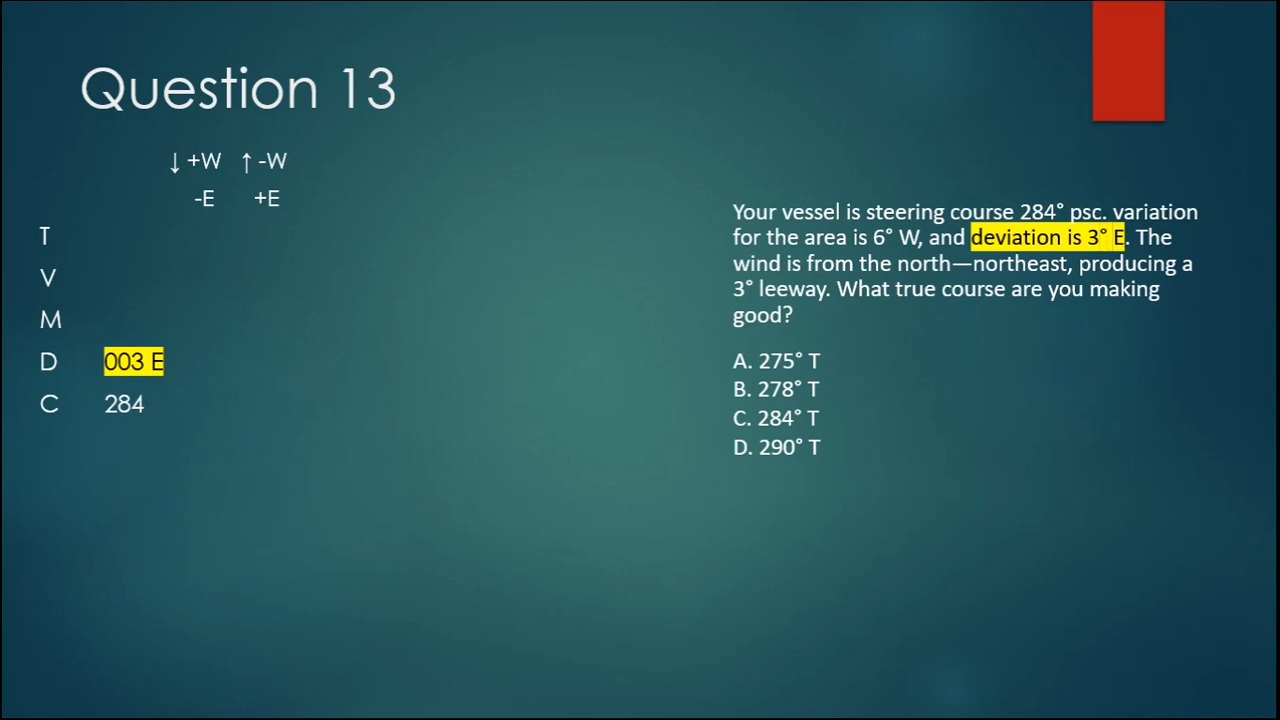 Question 13
↓ +W ↑ -W
-E +E
T
V
M
D 003 E
C 284
Your vessel is steering course 284° psc. variation
for the area is 6° W, and deviation is 3° E. The
wind is from the north—northeast, producing a
3° leeway. What true course are you making
good?
A. 275° T
B. 278° T
C. 284° T
D. 290° T